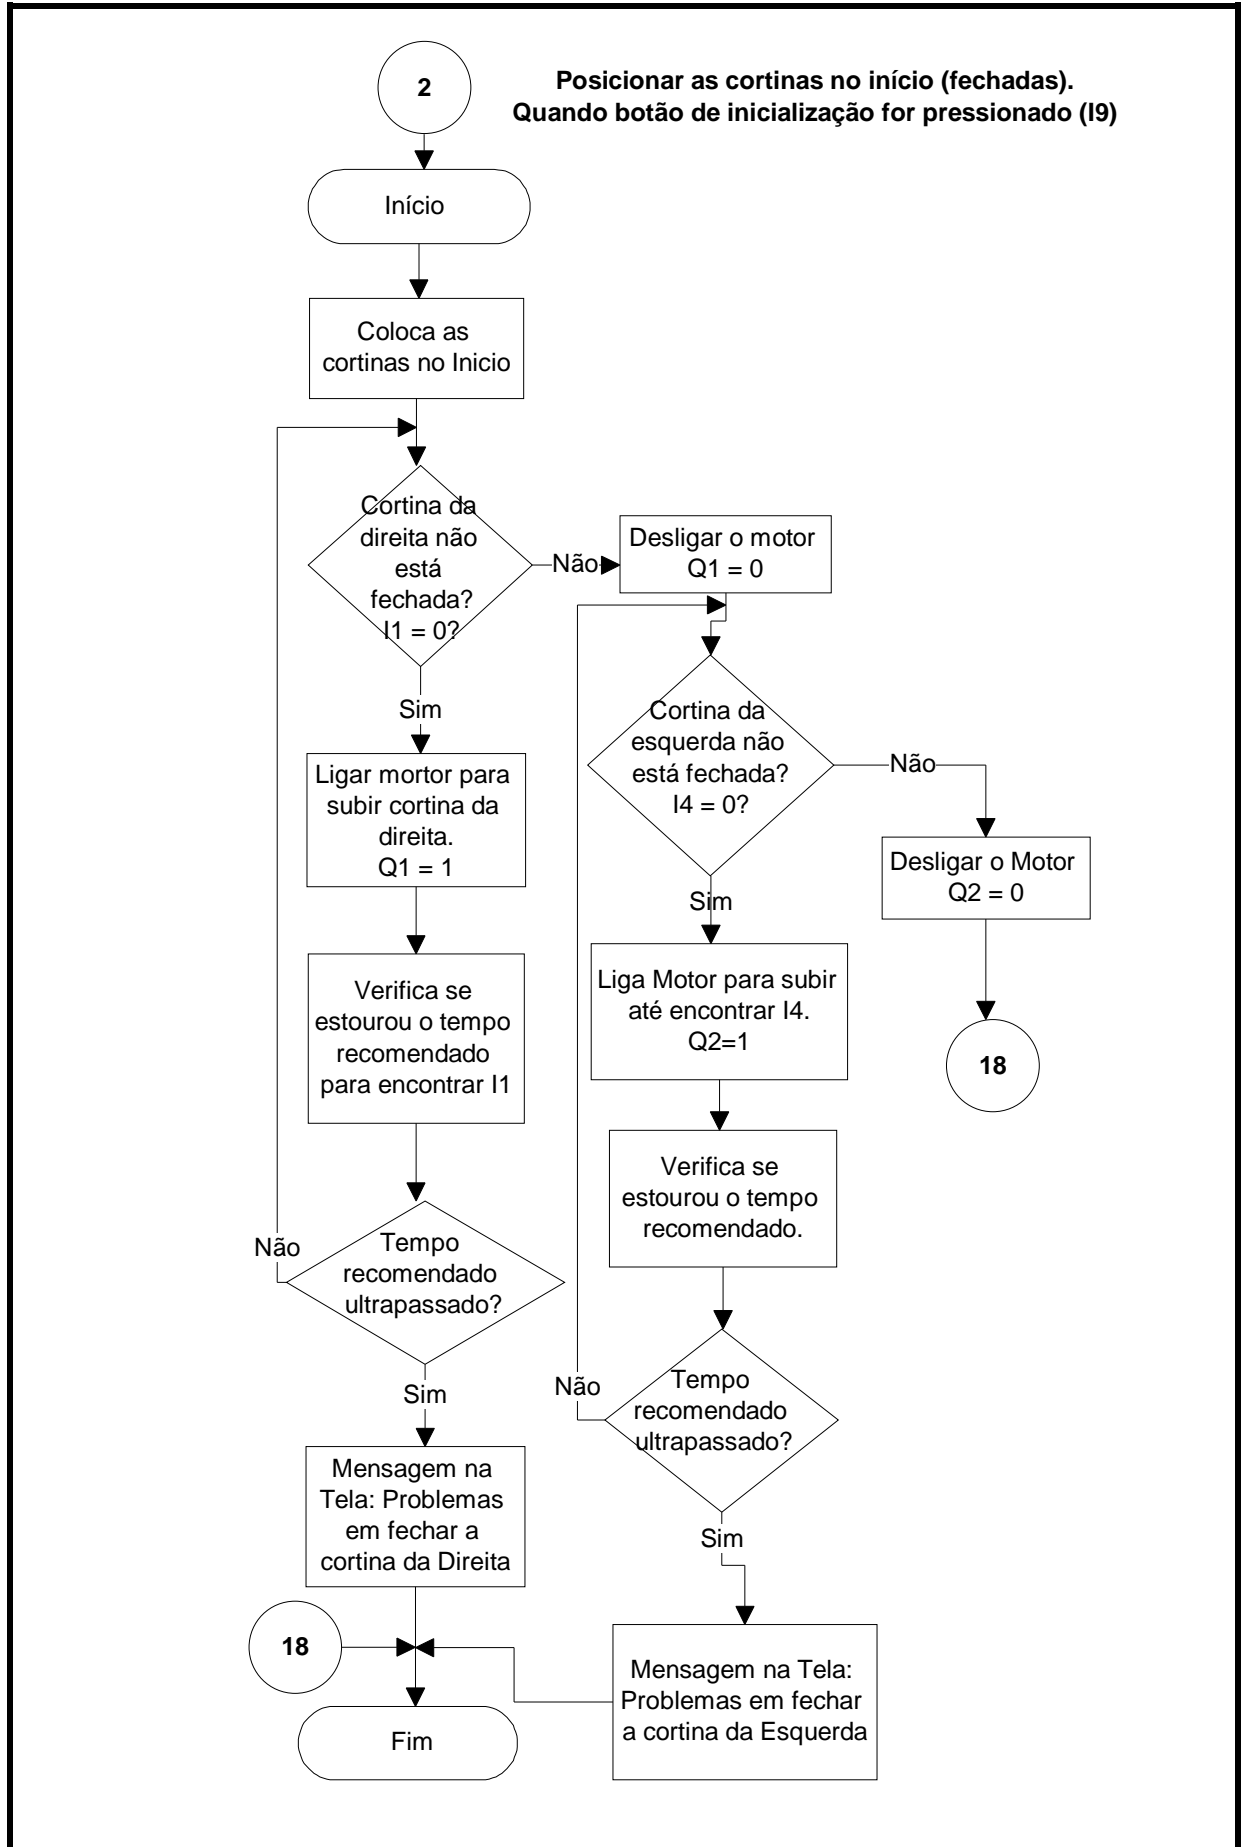 2
Posicionar as cortinas no início (fechadas).
Quando botão de inicialização for pressionado (I9)
Início
Coloca as
cortinas no Inicio
Cortina da
direita não
está
fechada?
I1 = 0?
Não
Desligar o motor
Q1 = 0
Sim
Ligar mortor para
subir cortina da
direita.
Q1 = 1
Cortina da
esquerda não
está fechada?
I4 = 0?
Não
Desligar o Motor
Q2 = 0
18
Sim
Liga Motor para subir
até encontrar I4.
Q2=1
Verifica se
estourou o tempo
recomendado
para encontrar I1
Verifica se
estourou o tempo
recomendado.
Não
Tempo
recomendado
ultrapassado?
Sim
Não
Tempo
recomendado
ultrapassado?
Sim
Mensagem na
Tela: Problemas
em fechar a
cortina da Direita
18
Mensagem na Tela:
Problemas em fechar
a cortina da Esquerda
Fim